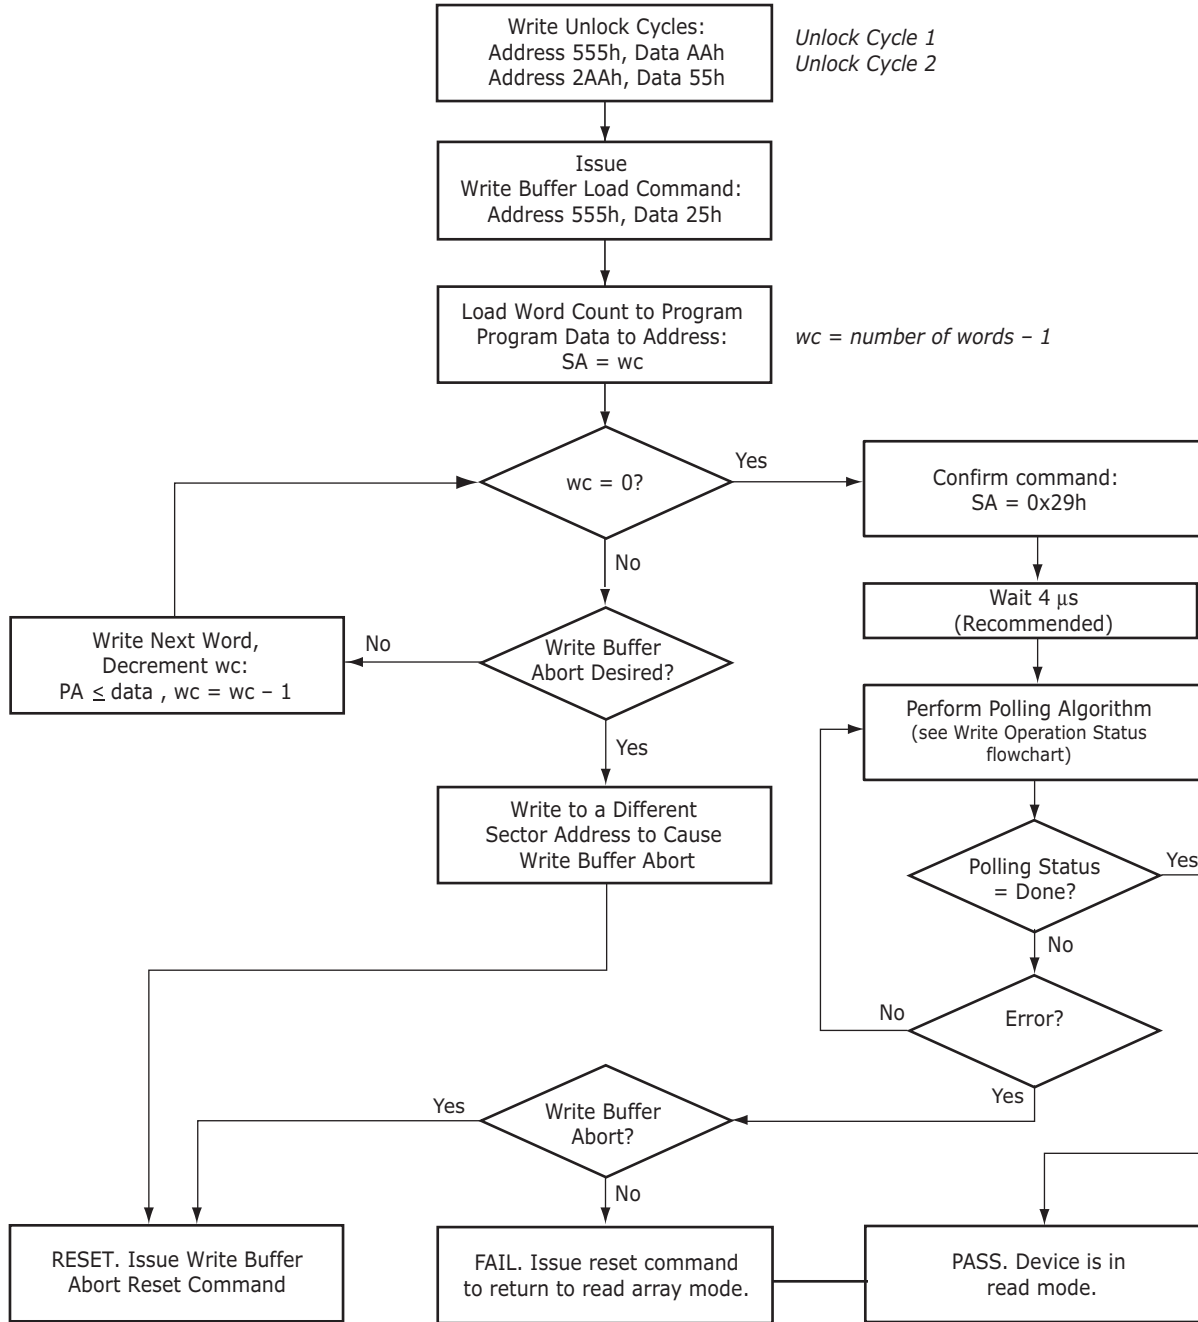 Write Unlock Cycles:
Address 555h, Data AAh
Address 2AAh, Data 55h
Unlock Cycle 1
Unlock Cycle 2
Issue
Write Buffer Load Command:
Address 555h, Data 25h
Load Word Count to Program
Program Data to Address:
SA = wc
wc = number of words – 1
wc = 0?
Yes
Confirm command:
SA = 0x29h
No
Wait 4 μs
(Recommended)
Write Buffer
Abort Desired?
No
Write Next Word,
Decrement wc:
PA ≤ data , wc = wc – 1
Yes
Perform Polling Algorithm
(see Write Operation Status
flowchart)
Write to a Different
Sector Address to Cause
Write Buffer Abort
Polling Status
= Done?
Yes
No
Error?
No
Yes
Write Buffer
Abort?
Yes
No
RESET. Issue Write Buffer
Abort Reset Command
FAIL. Issue reset command
to return to read array mode.
PASS. Device is in
read mode.